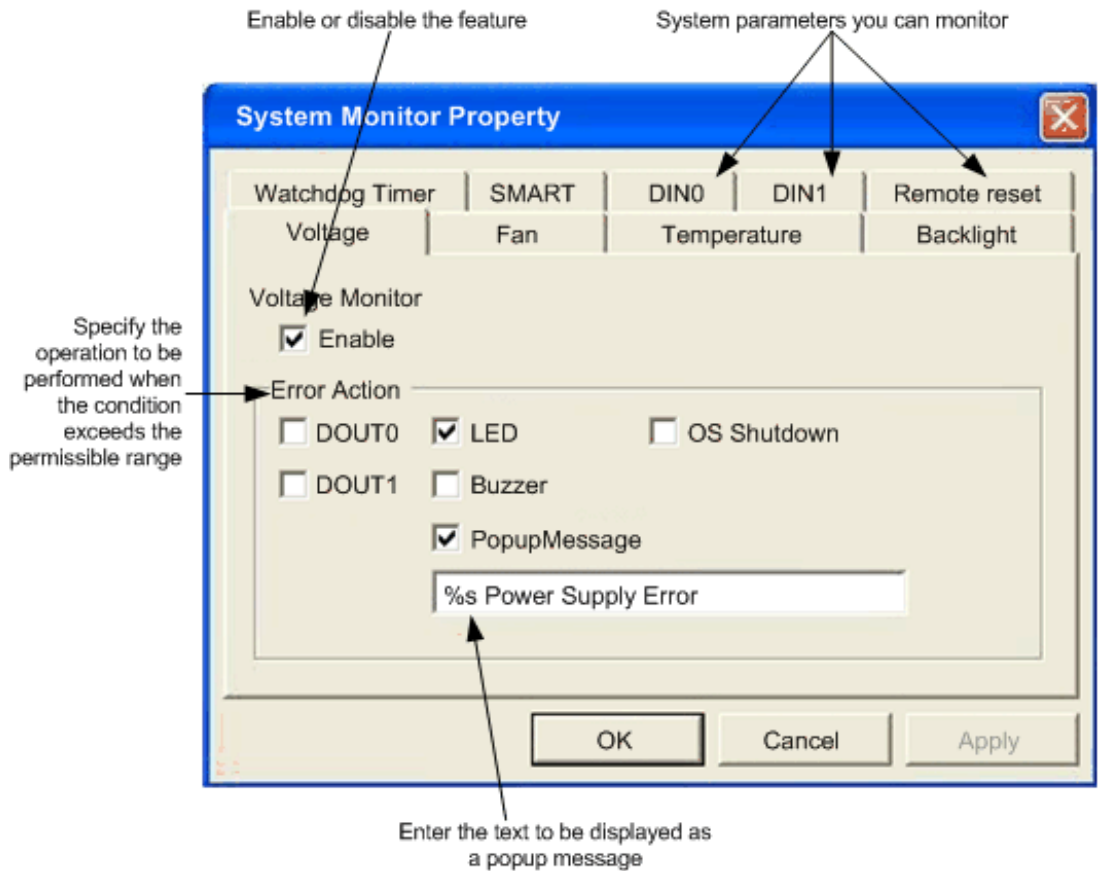 Enable or disable the feature
System parameters you can monitor
System Monitor Property
Watchdog Timer SMART DIN0 DIN1 Remote reset
Voltage Fan Temperature Backlight
Voltage Monitor
Enable
Specify the
operation to be
performed when
the condition
exceeds the
permissible range
Error Action
DOUT0 LED OS Shutdown
DOUT1 Buzzer
PopupMessage
%s Power Supply Error
OK Cancel Apply
Enter the text to be displayed as
a popup message